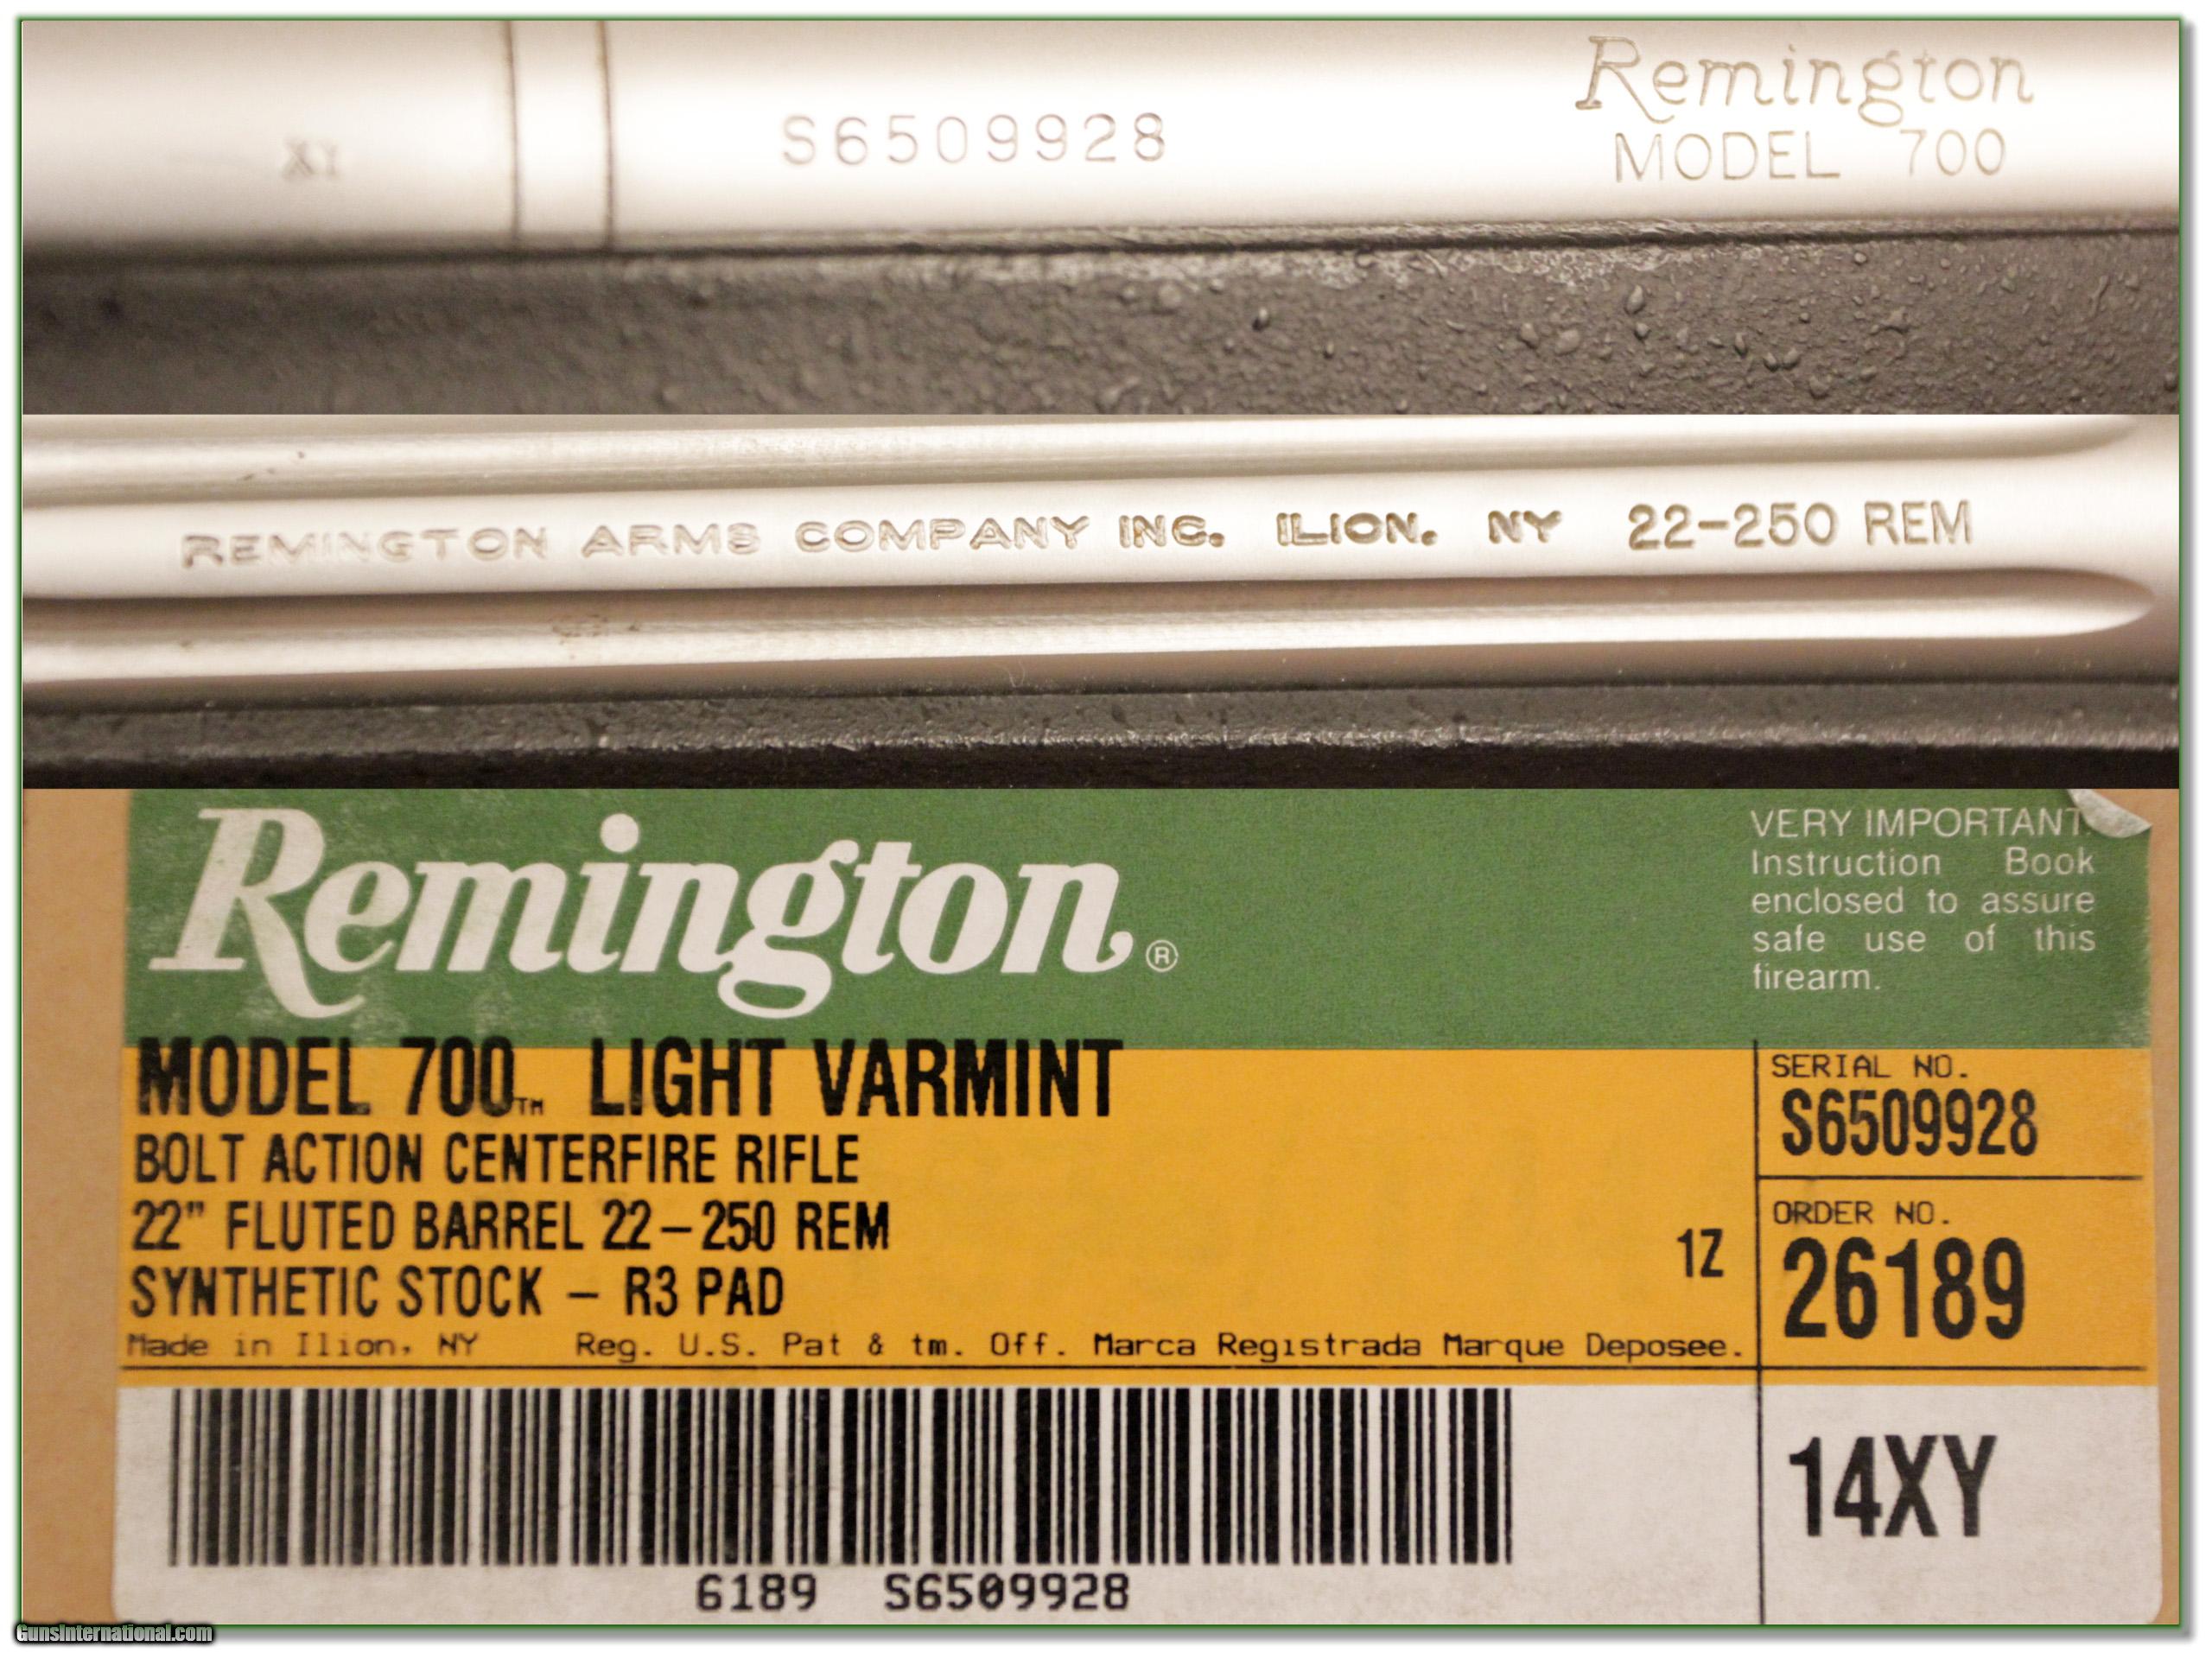 X1
S6509928
Remington
MODEL 700
REMINGTON ARMS COMPANY INC. ILION. NY 22-250 REM
Remington®
VERY IMPORTANT:
Instruction Book
enclosed to assure
safe use of this
firearm.
MODEL 700™ LIGHT VARMINT
BOLT ACTION CENTERFIRE RIFLE
22" FLUTED BARREL 22-250 REM
SYNTHETIC STOCK - R3 PAD
1Z
Made in Ilion, NY Reg. U.S. Pat & tm. Off. Marca Registrada Marque Deposee.
SERIAL NO.
S6509928
ORDER NO.
26189
14XY
6189 S6509928
GunsInternational.com